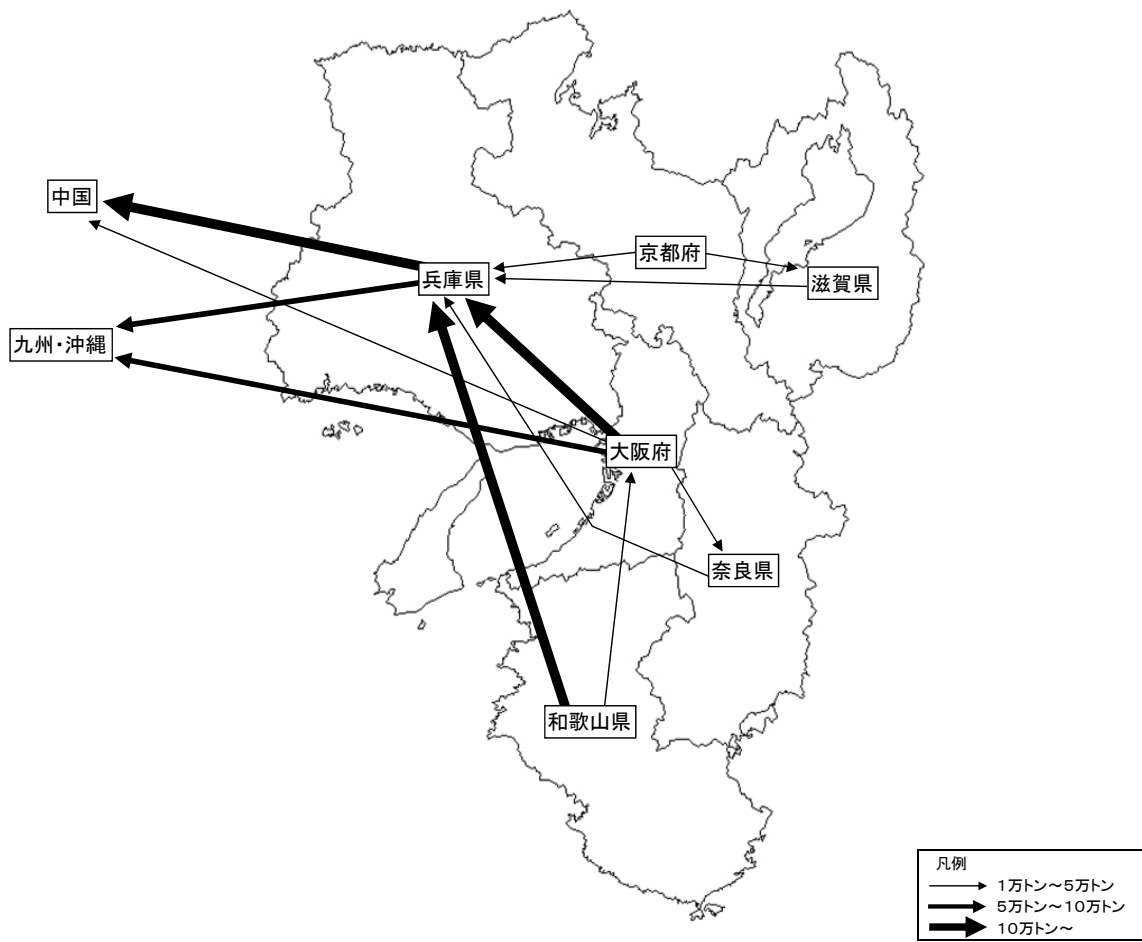 中国
京都府
兵庫県
滋賀県
九州・沖縄
大阪府
奈良県
和歌山県
凡例
１万トン～５万トン
５万トン～１０万トン
１０万トン～